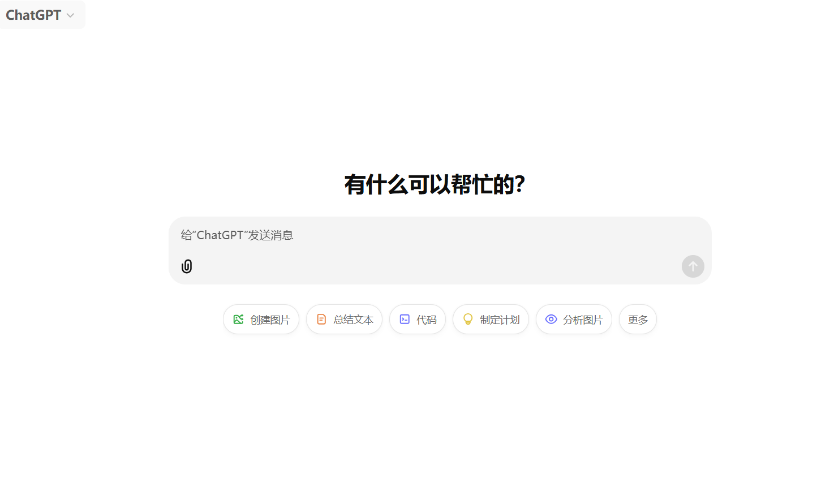 ChatGPT
有什么可以帮忙的？
给“ChatGPT”发送消息
创建图片 总结文本 代码 制定计划 分析图片 更多